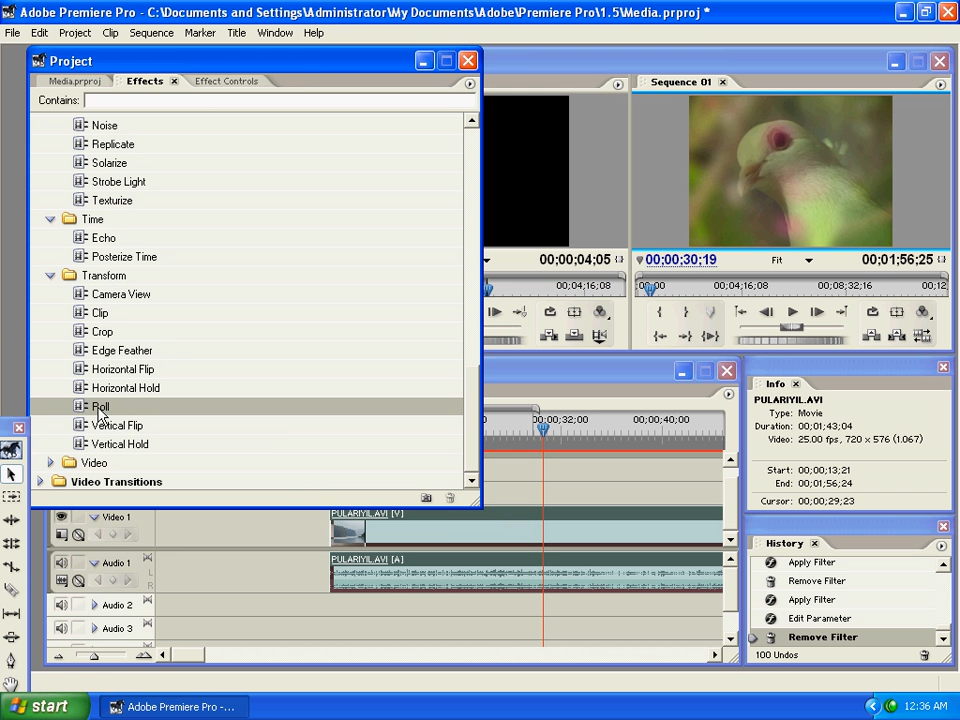 Adobe Premiere Pro - C:\Documents and Settings\Administrator\My Documents\Adobe\Premiere Pro\1.5\Media.prproj *
File Edit Project Clip Sequence Marker Title Window Help
Project
Media.prproj Effects Effect Controls
Contains:
Noise
Replicate
Solarize
Strobe Light
Texturize
Time
Echo
Posterize Time
Transform
Camera View
Clip
Crop
Edge Feather
Horizontal Flip
Horizontal Hold
Roll
Vertical Flip
Vertical Hold
Video
Video Transitions
00;00;04;05
00;04;16;08
Sequence 01
00;00;30;19 Fit 00;01;56;25
;00;00 00;04;16;08 00;08;32;16 00;12
00;00;32;00 00;00;40;00
Video 1
PULARIYIL.AVI [V]
Audio 1
PULARIYIL.AVI [A]
L
R
Audio 2
Audio 3
Info
PULARIYIL.AVI
Type: Movie
Duration: 00;01;43;04
Video: 25.00 fps, 720 x 576 (1.067)
Start: 00;00;13;21
End: 00;01;56;24
Cursor: 00;00;29;23
History
Apply Filter
Remove Filter
Apply Filter
Edit Parameter
Remove Filter
100 Undos
start
Adobe Premiere Pro -...
12:36 AM